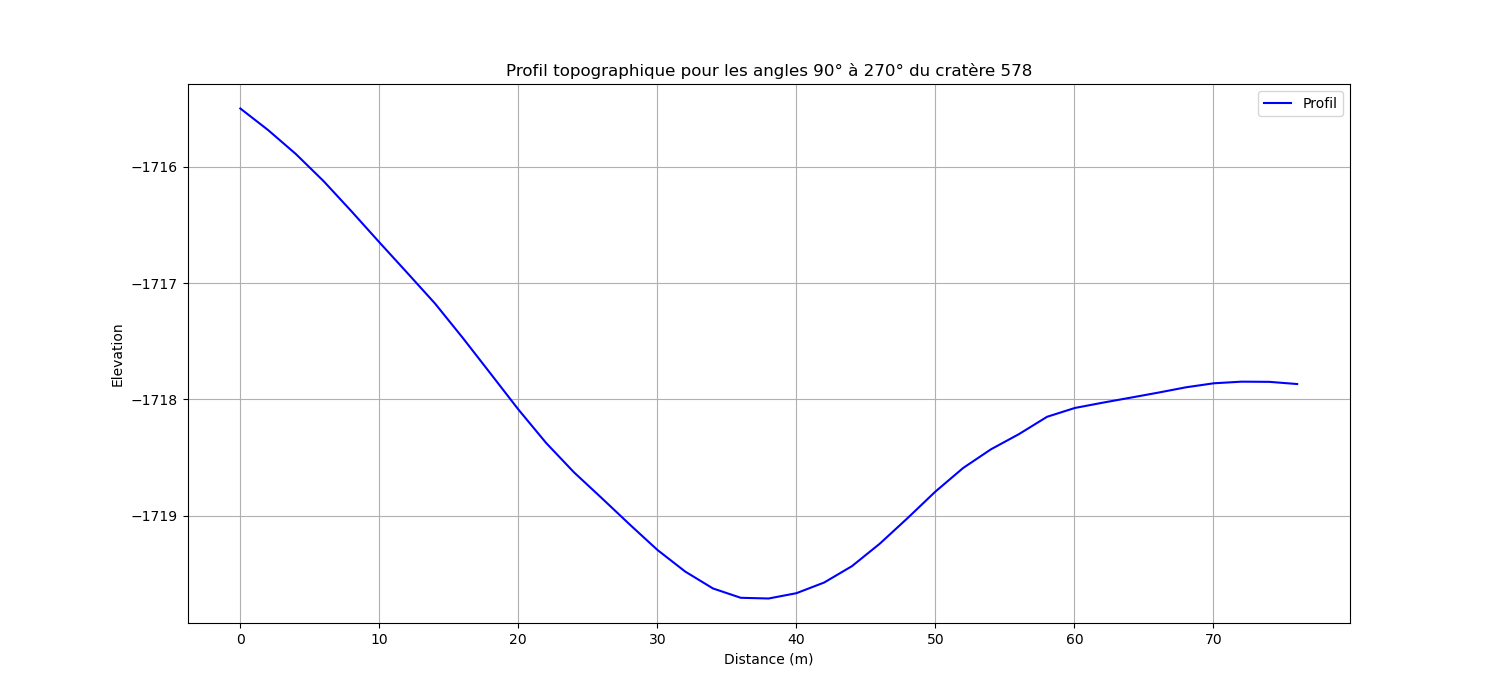 Profil topographique pour les angles 90° à 270° du cratère 578
Profil
−1716
−1717
−1718
−1719
Elevation
0 10 20 30 40 50 60 70
Distance (m)